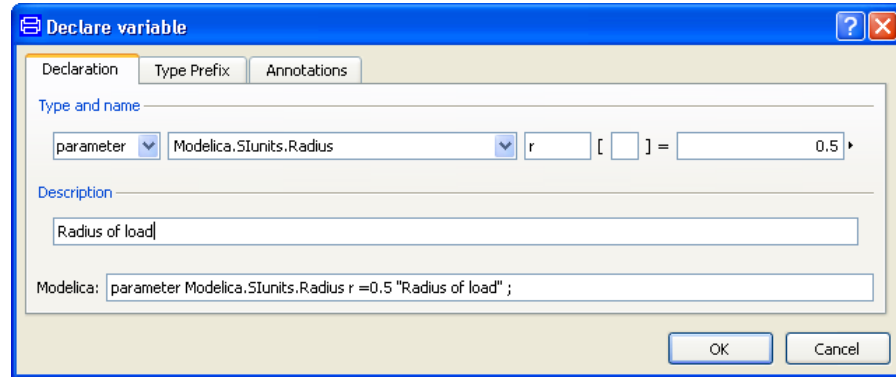 Declare variable
Declaration Type Prefix Annotations
Type and name
parameter Modelica.SIunits.Radius r [ ] = 0.5
Description
Radius of load
Modelica: parameter Modelica.SIunits.Radius r =0.5 "Radius of load" ;
OK Cancel